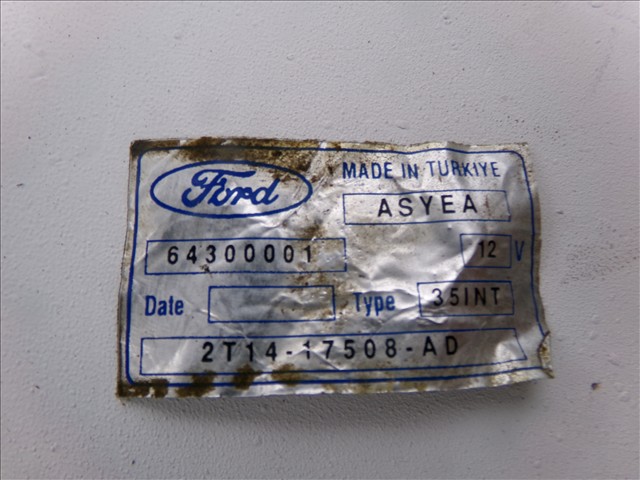 Ford
MADE IN TURKIYE
ASYEA
64300001
12 V
Date
Type 35INT
2T14-17508-AD